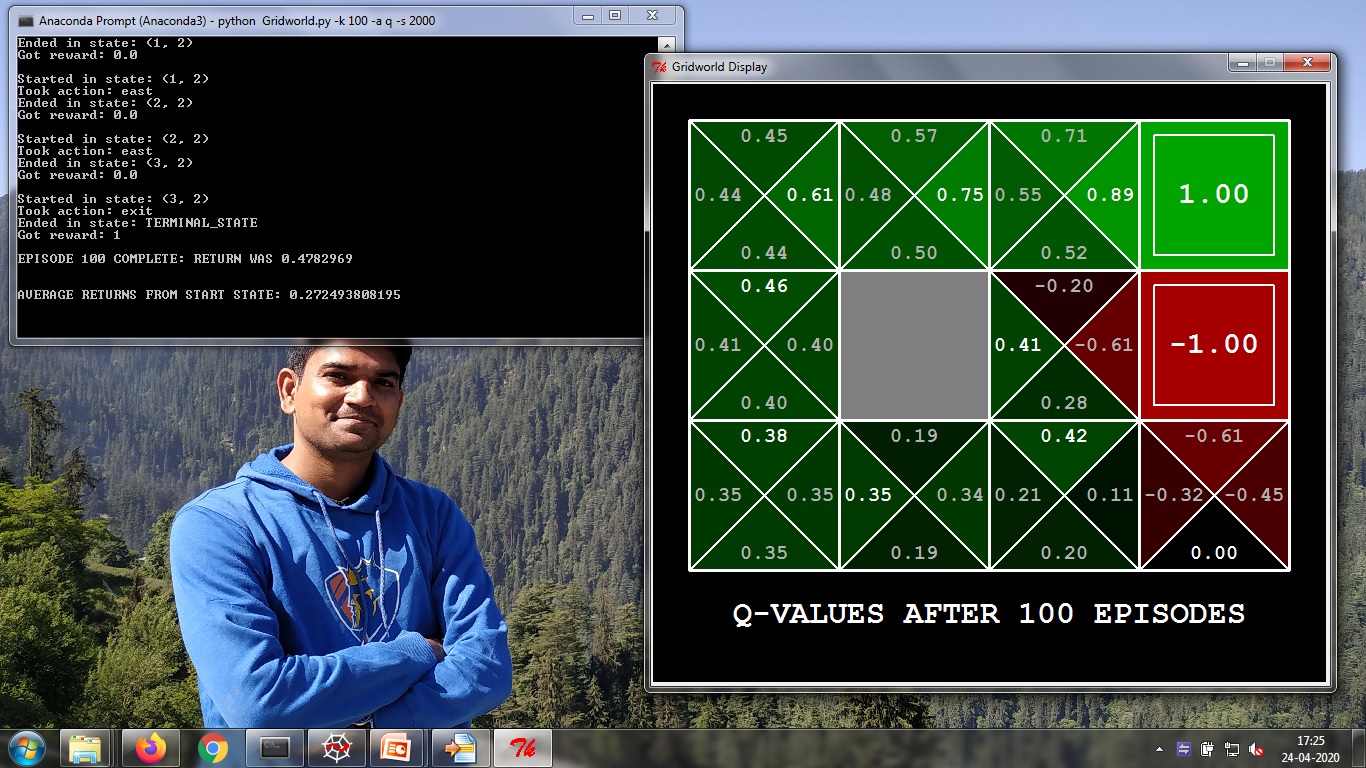 Anaconda Prompt (Anaconda3) - python  Gridworld.py -k 100 -a q -s 2000
Ended in state: (1, 2)
Got reward: 0.0
Started in state: (1, 2)
Took action: east
Ended in state: (2, 2)
Got reward: 0.0
Started in state: (2, 2)
Took action: east
Ended in state: (3, 2)
Got reward: 0.0
Started in state: (3, 2)
Took action: exit
Ended in state: TERMINAL_STATE
Got reward: 1
EPISODE 100 COMPLETE: RETURN WAS 0.4782969
AVERAGE RETURNS FROM START STATE: 0.272493808195
Gridworld Display
0.45 0.57 0.71
0.44 0.61 0.48 0.75 0.55 0.89 1.00
0.44 0.50 0.52
0.46 -0.20
0.41 0.40 0.41 -0.61 -1.00
0.40 0.28
0.38 0.19 0.42 -0.61
0.35 0.35 0.35 0.34 0.21 0.11 -0.32 -0.45
0.35 0.19 0.20 0.00
Q-VALUES AFTER 100 EPISODES
17:25
24-04-2020